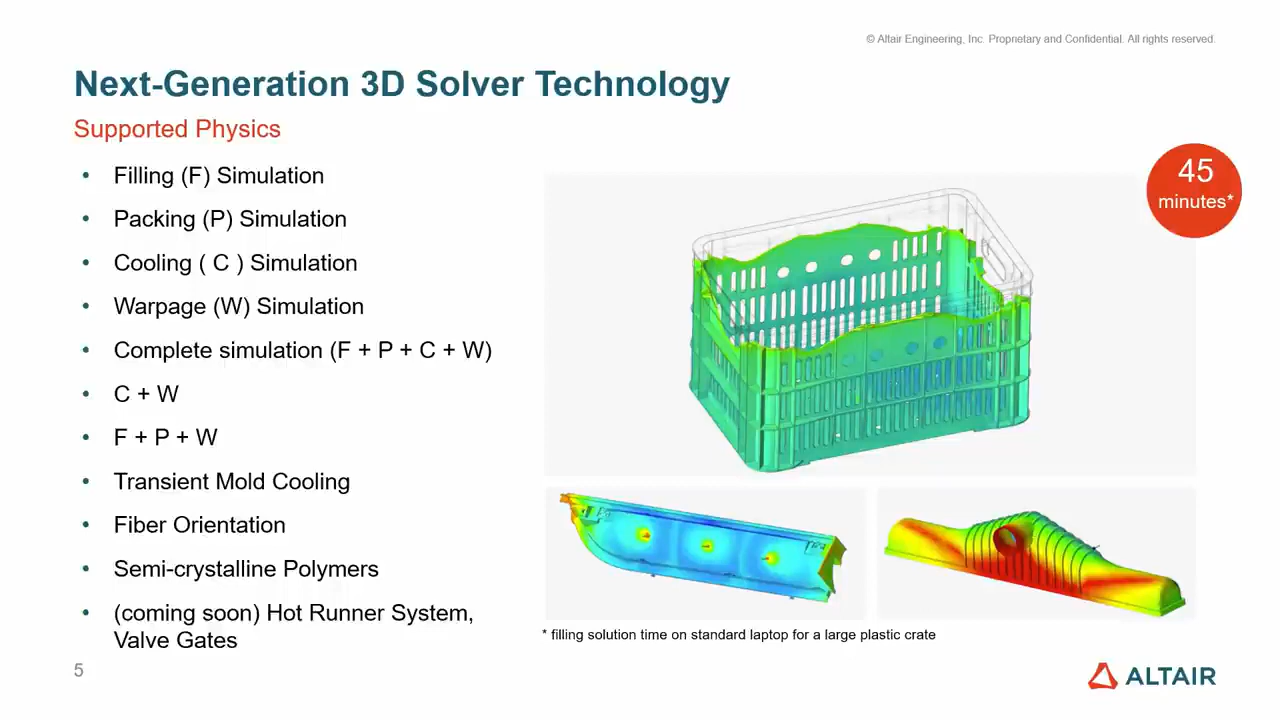 © Altair Engineering, Inc. Proprietary and Confidential. All rights reserved.
Next-Generation 3D Solver Technology
Supported Physics
• Filling (F) Simulation
• Packing (P) Simulation
• Cooling ( C ) Simulation
• Warpage (W) Simulation
• Complete simulation (F + P + C + W)
• C + W
• F + P + W
• Transient Mold Cooling
• Fiber Orientation
• Semi-crystalline Polymers
• (coming soon) Hot Runner System,
Valve Gates
45
minutes*
* filling solution time on standard laptop for a large plastic crate
5
ALTAIR